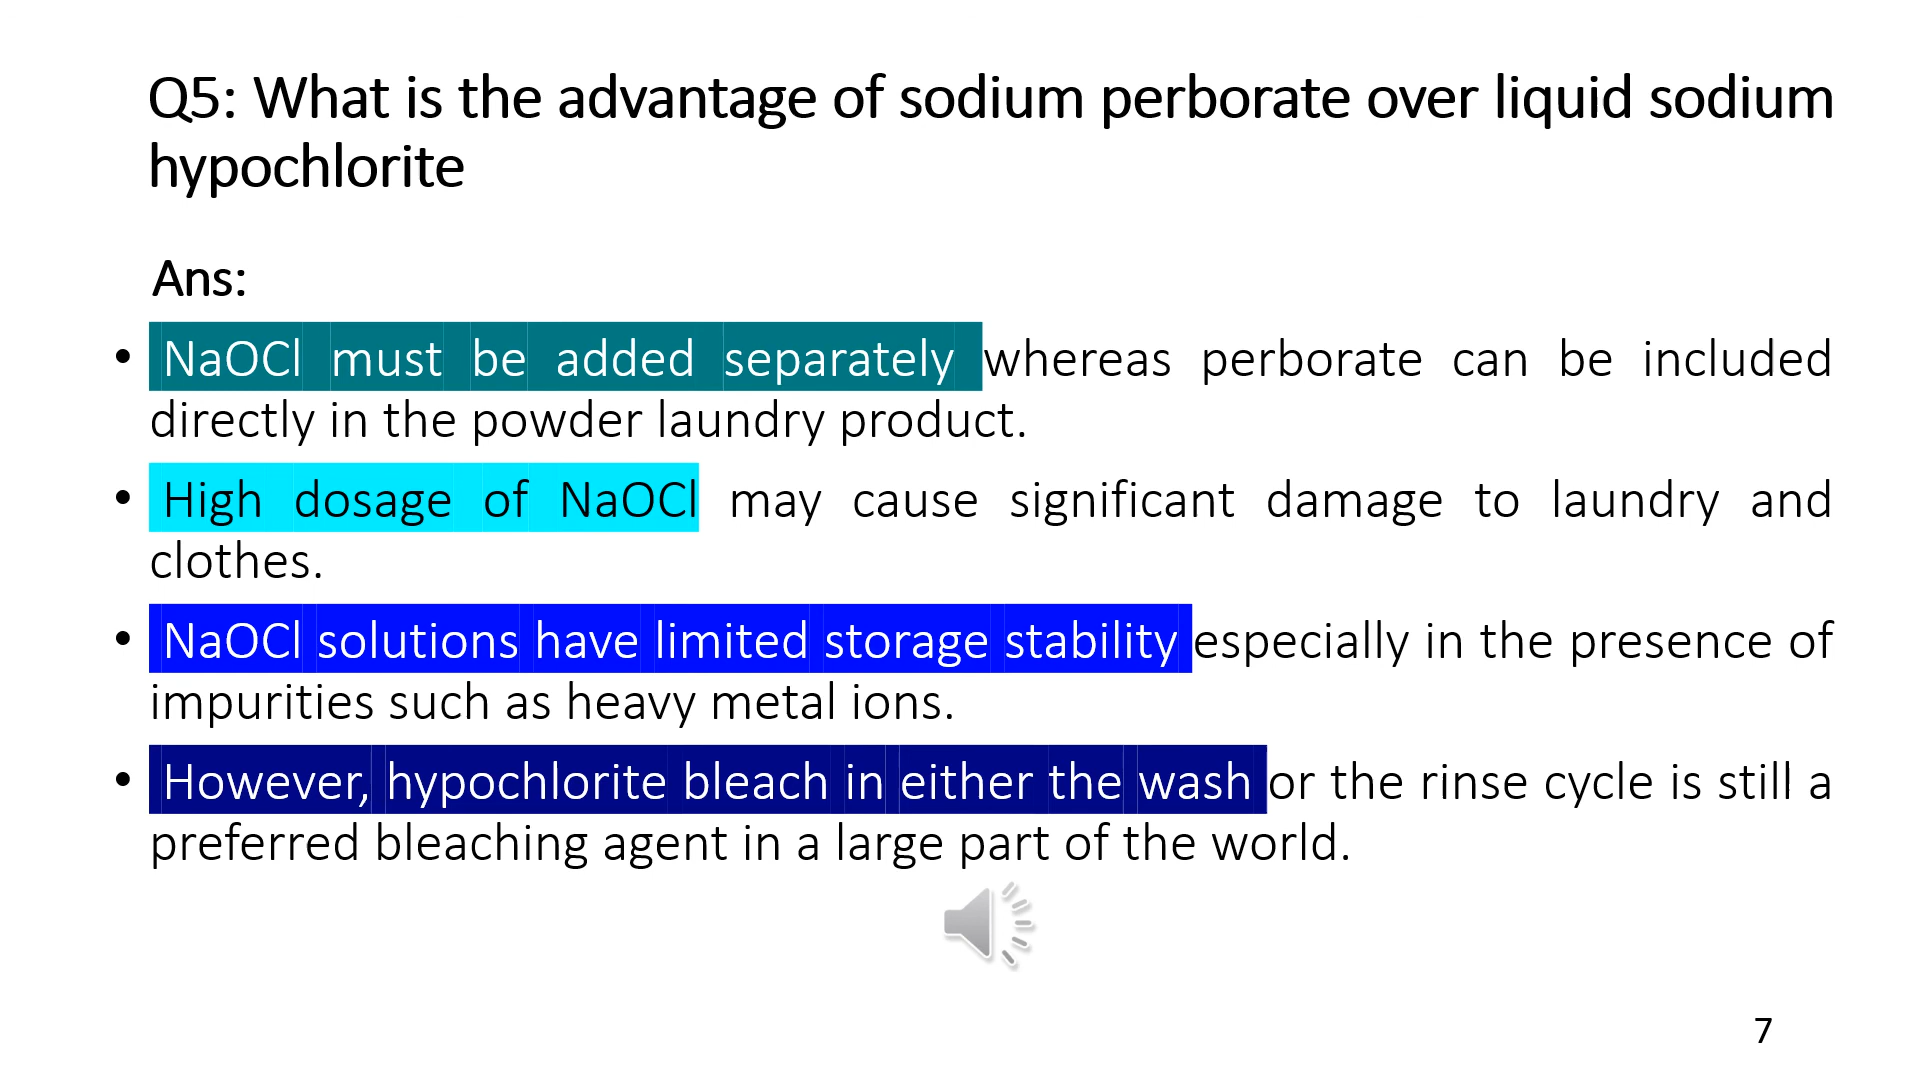 Q5: What is the advantage of sodium perborate over liquid sodium
hypochlorite
Ans:
• NaOCl must be added separately whereas perborate can be included
directly in the powder laundry product.
• High dosage of NaOCl may cause significant damage to laundry and
clothes.
• NaOCl solutions have limited storage stability especially in the presence of
impurities such as heavy metal ions.
• However, hypochlorite bleach in either the wash or the rinse cycle is still a
preferred bleaching agent in a large part of the world.
7